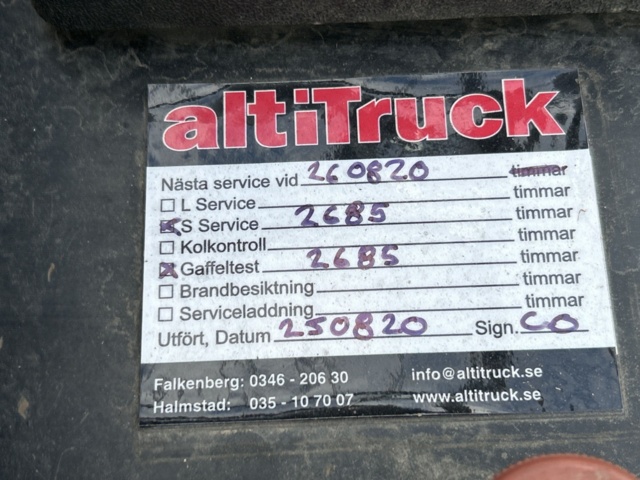 altiTruck
Nästa service vid 260820 timmar
☐ L Service timmar
☒ S Service 2685 timmar
☐ Kolkontroll timmar
☒ Gaffeltest 2685 timmar
☐ Brandbesiktning timmar
☐ Serviceladdning timmar
Utfört, Datum 250820 Sign. CO
Falkenberg: 0346 - 206 30 info@altitruck.se
Halmstad: 035 - 10 70 07 www.altitruck.se